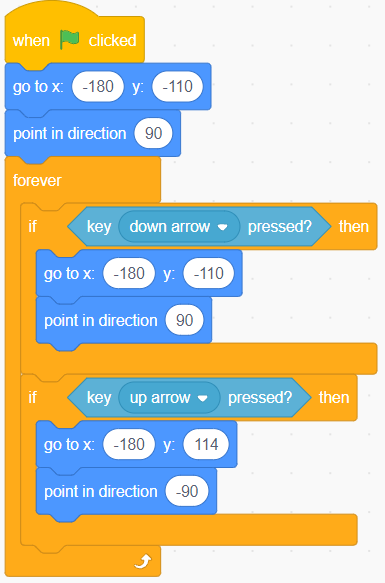 when clicked
go to x: -180 y: -110
point in direction 90
forever
if key down arrow pressed? then
go to x: -180 y: -110
point in direction 90
if key up arrow pressed? then
go to x: -180 y: 114
point in direction -90